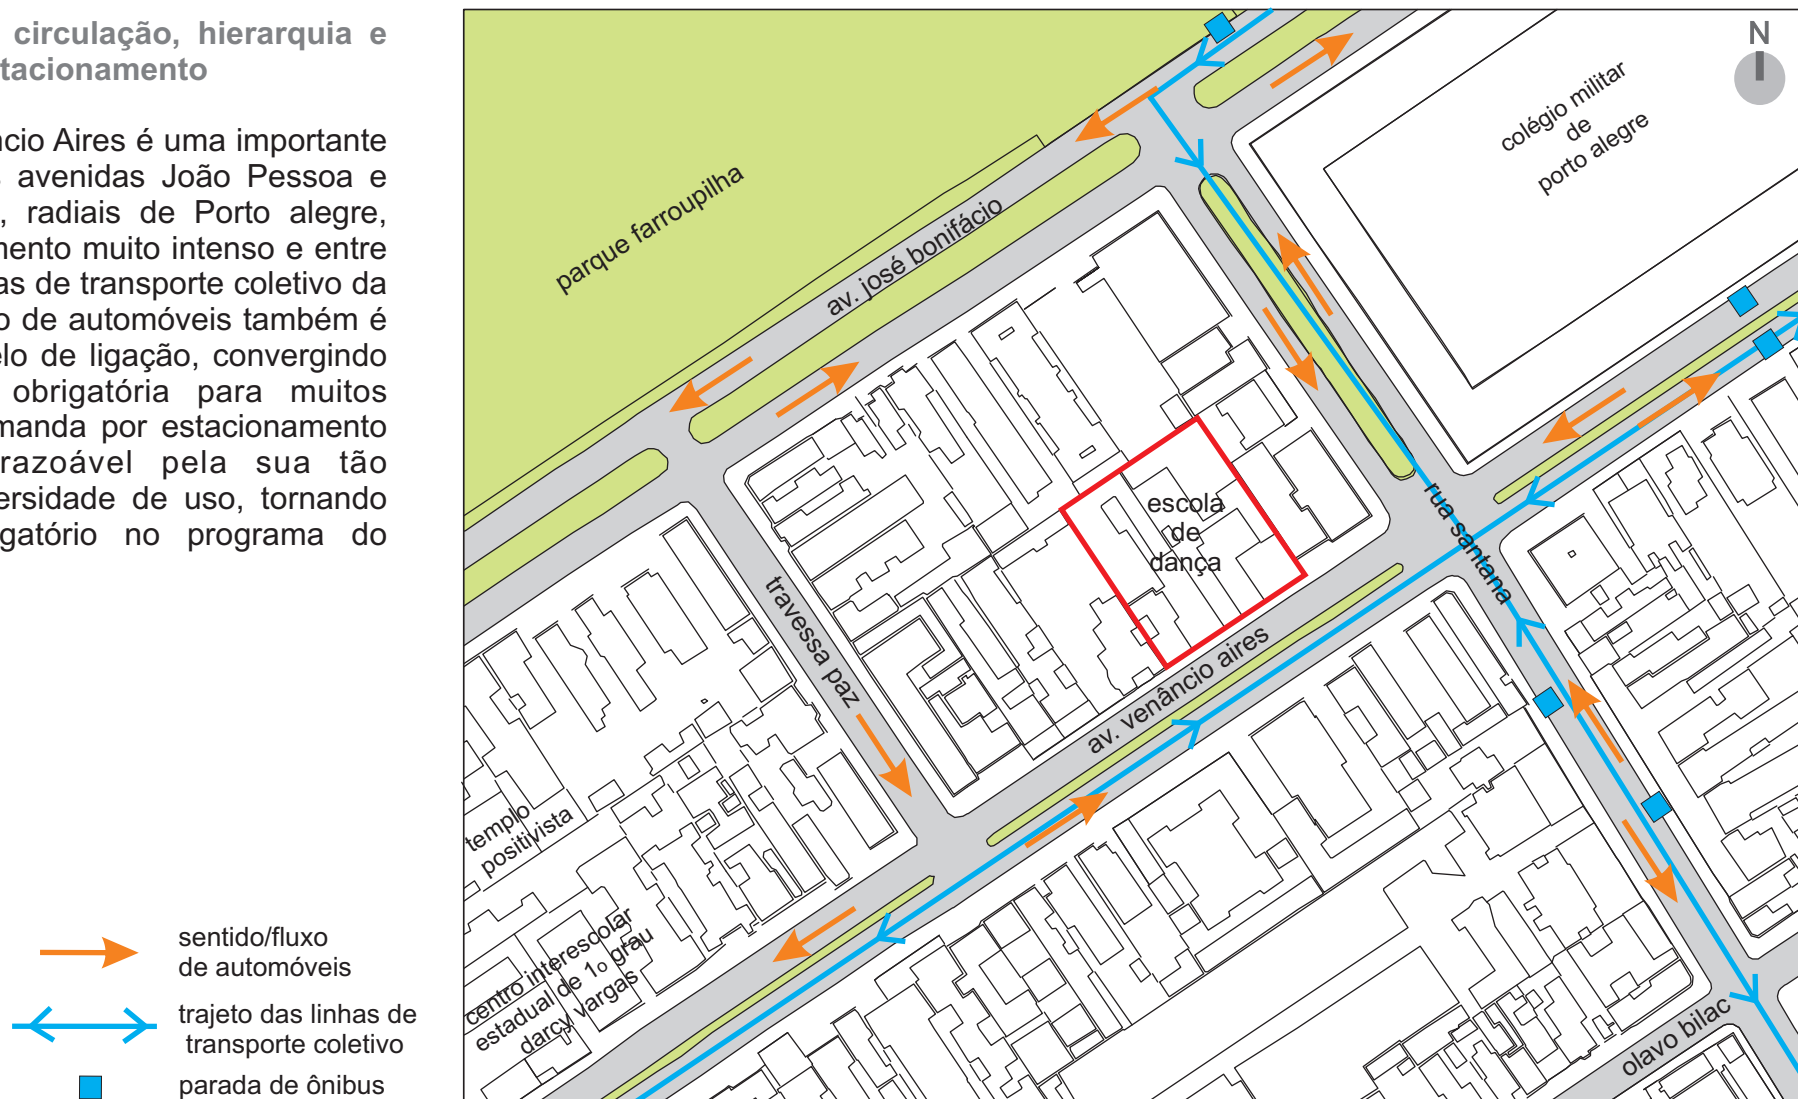 circulação, hierarquia e
tacionamento
cio Aires é uma importante
avenidas João Pessoa e
, radiais de Porto alegre,
mento muito intenso e entre
as de transporte coletivo da
o de automóveis também é
elo de ligação, convergindo
obrigatória para muitos
manda por estacionamento
razoável pela sua tão
ersidade de uso, tornando
gatório no programa do
sentido/fluxo
de automóveis
trajeto das linhas de
transporte coletivo
parada de ônibus
N
colégio militar
de
porto alegre
parque farroupilha
av. josé bonifácio
escola
de
dança
rua santana
travessa paz
av. venâncio aires
templo
positivista
centro interescolar
estadual de 1o grau
darcy vargas
olavo bilac